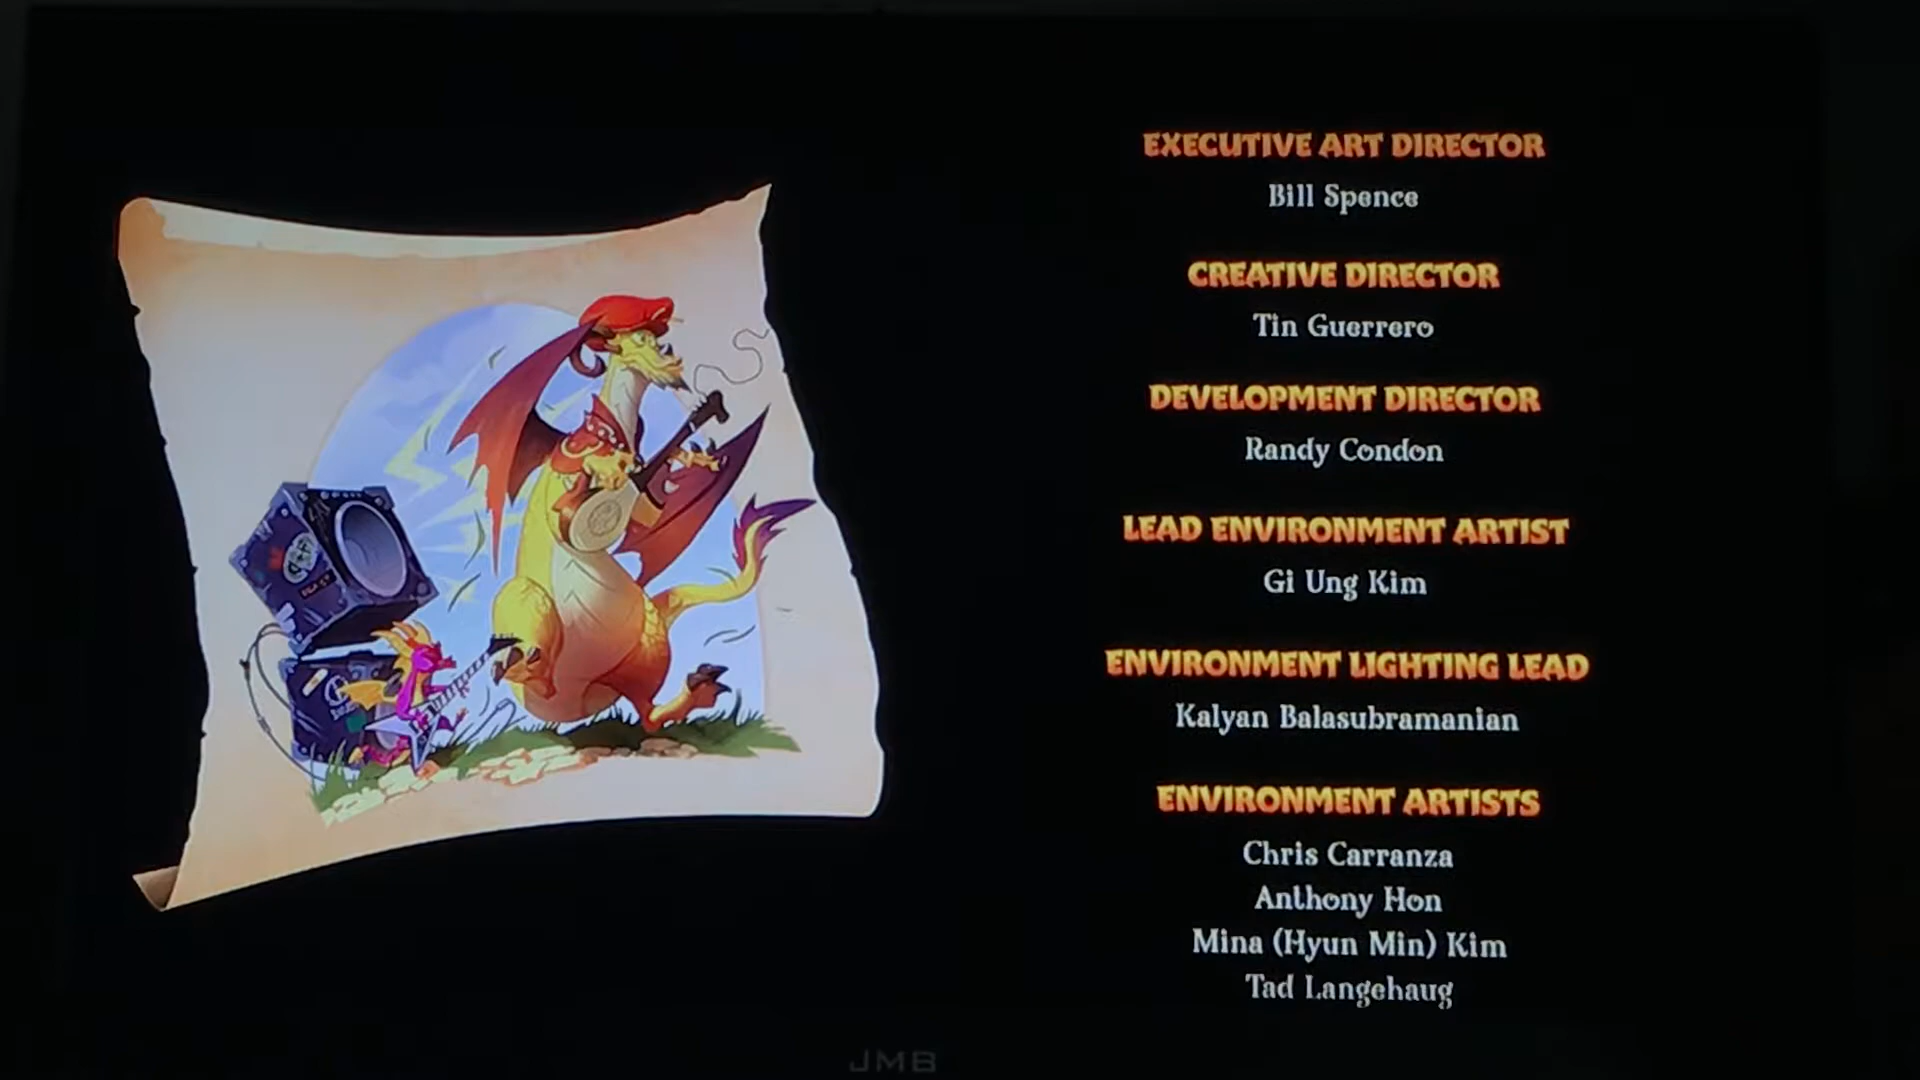 EXECUTIVE ART DIRECTOR
Bill Spence
CREATIVE DIRECTOR
Tin Guerrero
DEVELOPMENT DIRECTOR
Randy Condon
LEAD ENVIRONMENT ARTIST
Gi Ung Kim
ENVIRONMENT LIGHTING LEAD
Kalyan Balasubramanian
ENVIRONMENT ARTISTS
Chris Carranza
Anthony Hon
Mina (Hyun Min) Kim
Tad Langehaug
JMB